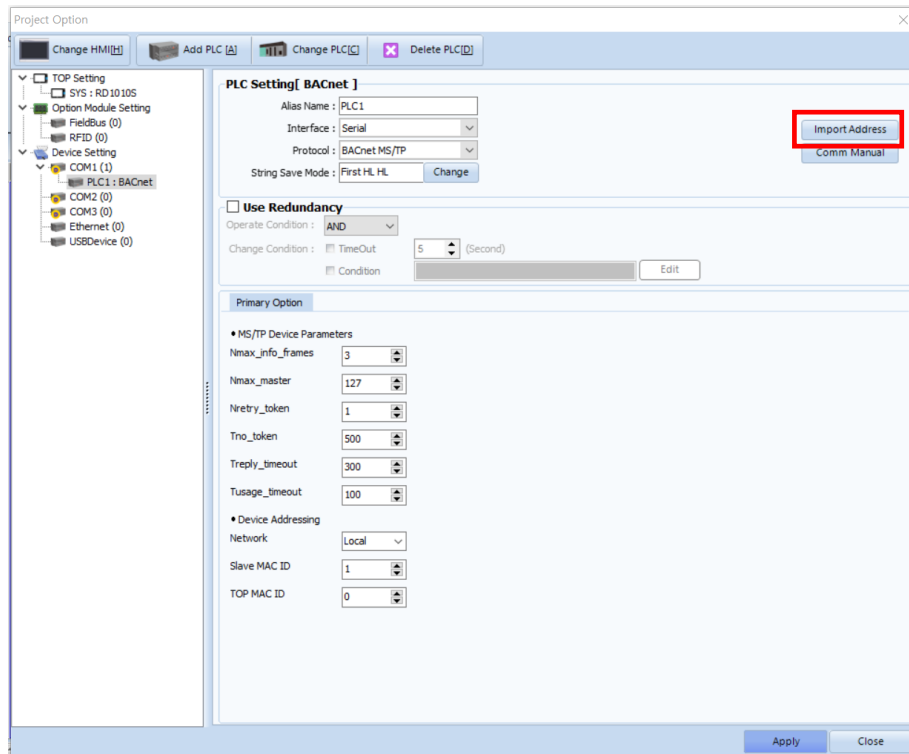 Project Option
Change HMI[H] Add PLC [A] Change PLC[C] Delete PLC[D]
TOP Setting
SYS : RD1010S
Option Module Setting
FieldBus (0)
RFID (0)
Device Setting
COM1 (1)
PLC1 : BACnet
COM2 (0)
COM3 (0)
Ethernet (0)
USBDevice (0)
PLC Setting[ BACnet ]
Alias Name : PLC1
Interface : Serial
Protocol : BACnet MS/TP
String Save Mode : First HL HL Change
Import Address
Comm Manual
Use Redundancy
Operate Condition : AND
Change Condition : TimeOut 5 (Second)
Condition Edit
Primary Option
• MS/TP Device Parameters
Nmax_info_frames 3
Nmax_master 127
Nretry_token 1
Tno_token 500
Treply_timeout 300
Tusage_timeout 100
• Device Addressing
Network Local
Slave MAC ID 1
TOP MAC ID 0
Apply Close